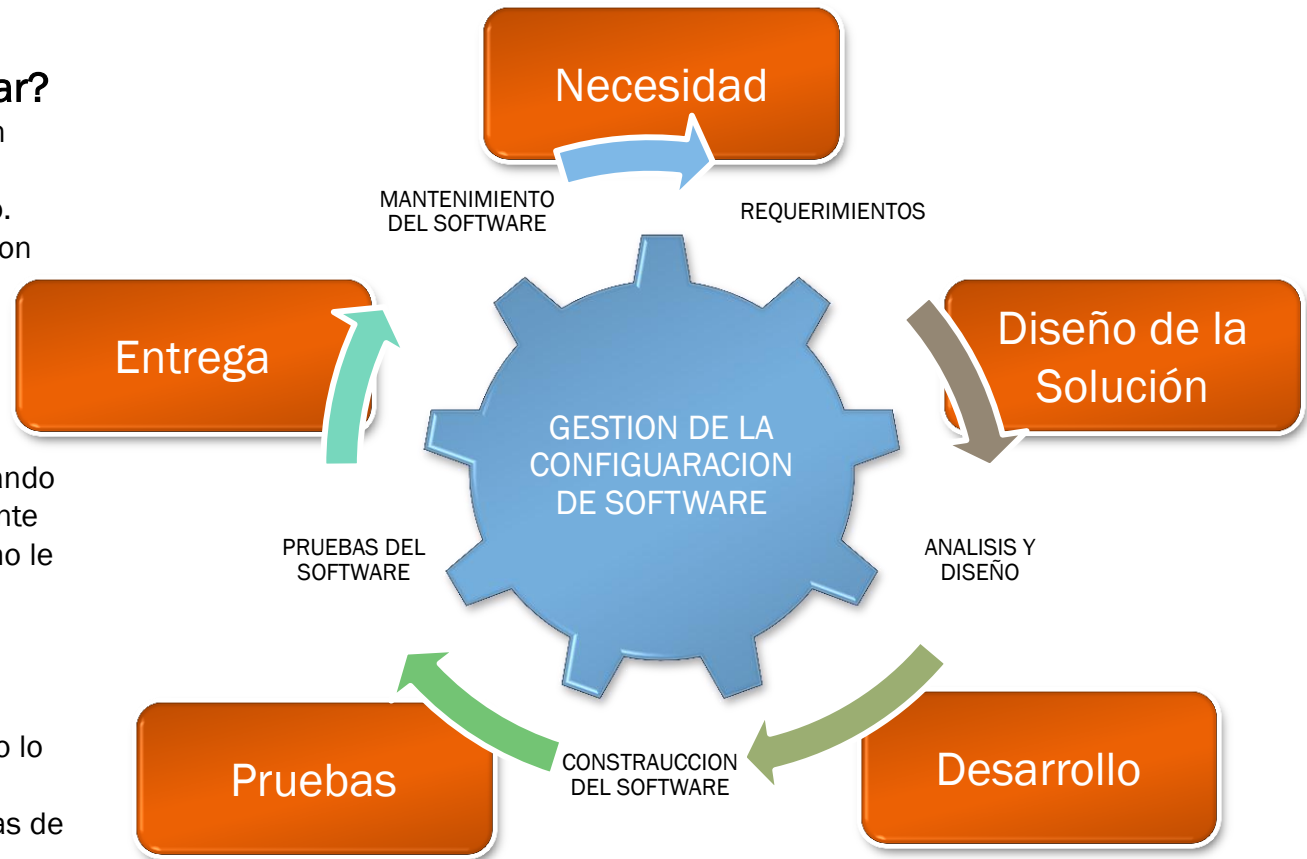 ar?
n
o.
on
ando
nte
no le
o lo
as de
Necesidad
MANTENIMIENTO
DEL SOFTWARE
REQUERIMIENTOS
Entrega
Diseño de la
Solución
GESTION DE LA
CONFIGUARACION
DE SOFTWARE
PRUEBAS DEL
SOFTWARE
ANALISIS Y
DISEÑO
Pruebas
CONSTRAUCCION
DEL SOFTWARE
Desarrollo